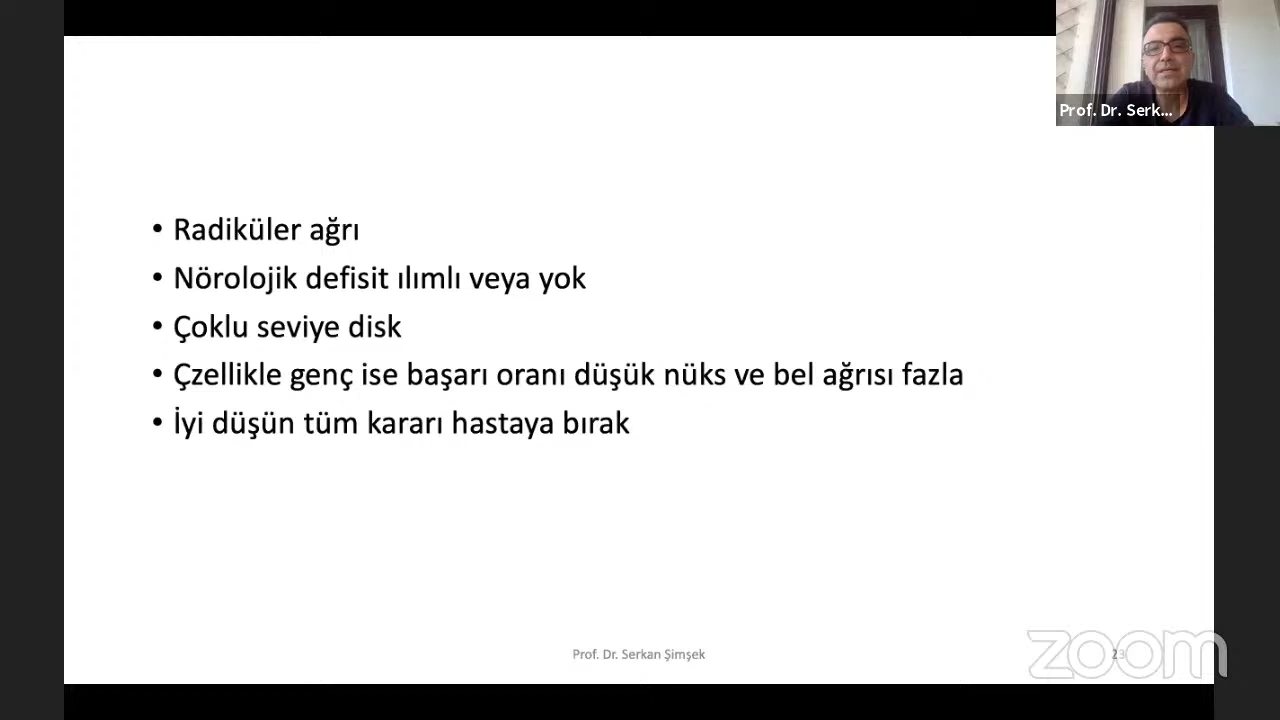 Prof. Dr. Serk...
• Radiküler ağrı
• Nörolojik defisit ılımlı veya yok
• Çoklu seviye disk
• Çzellikle genç ise başarı oranı düşük nüks ve bel ağrısı fazla
• İyi düşün tüm kararı hastaya bırak
Prof. Dr. Serkan Şimşek
23
zoom